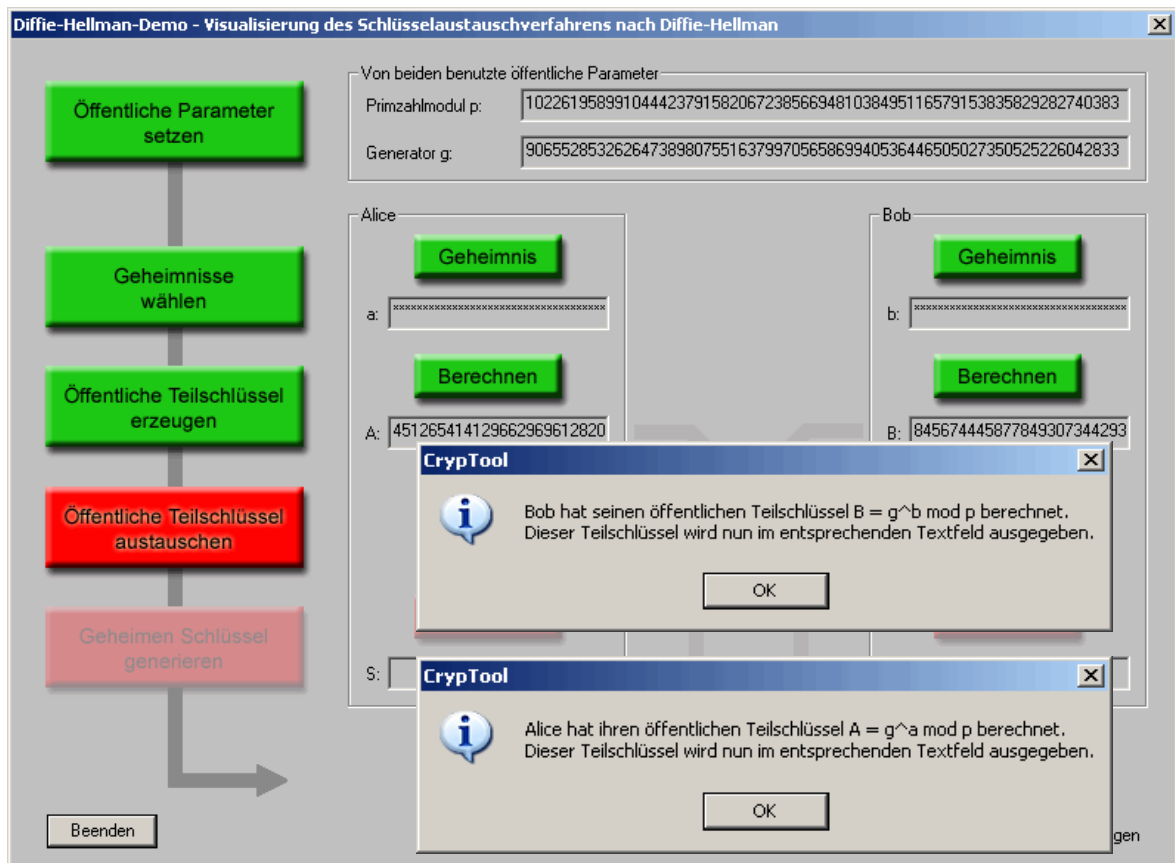 Diffie-Hellman-Demo - Visualisierung des Schlüsselaustauschverfahrens nach Diffie-Hellman
Öffentliche Parameter
setzen
Geheimnisse
wählen
Öffentliche Teilschlüssel
erzeugen
Öffentliche Teilschlüssel
austauschen
Geheimen Schlüssel
generieren
Beenden
Von beiden benutzte öffentliche Parameter
Primzahlmodul p: 102261958991044423791582067238566948103849511657915383582928274038３
Generator g: 9065528532626473898075516379970565869940536446505027350525226042833
Alice
Geheimnis
a: ***********************************
Berechnen
A: 451265414129662969612820
S:
Bob
Geheimnis
b: ***********************************
Berechnen
B: 845674445877849307344293
CrypTool
Bob hat seinen öffentlichen Teilschlüssel B = g^b mod p berechnet.
Dieser Teilschlüssel wird nun im entsprechenden Textfeld ausgegeben.
OK
CrypTool
Alice hat ihren öffentlichen Teilschlüssel A = g^a mod p berechnet.
Dieser Teilschlüssel wird nun im entsprechenden Textfeld ausgegeben.
OK
gen